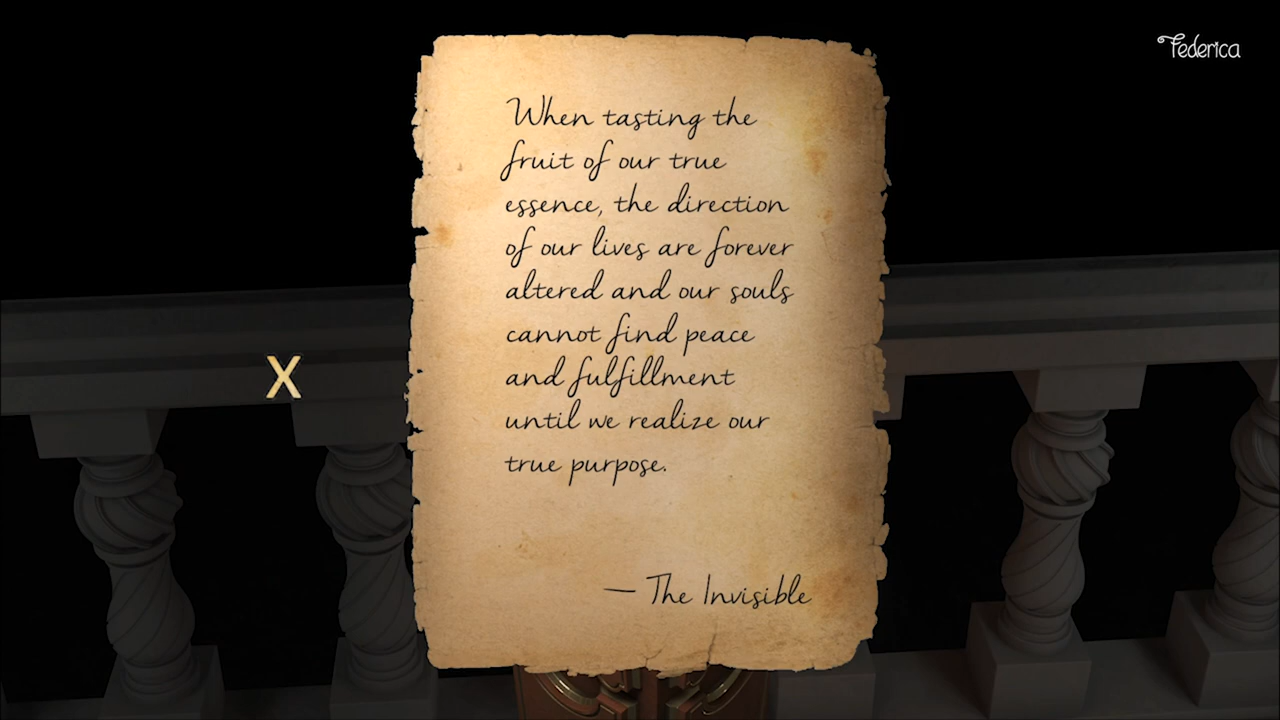 Federica
When tasting the
fruit of our true
essence, the direction
of our lives are forever
altered and our souls
cannot find peace
and fulfillment
until we realize our
true purpose.
X
— The Invisible